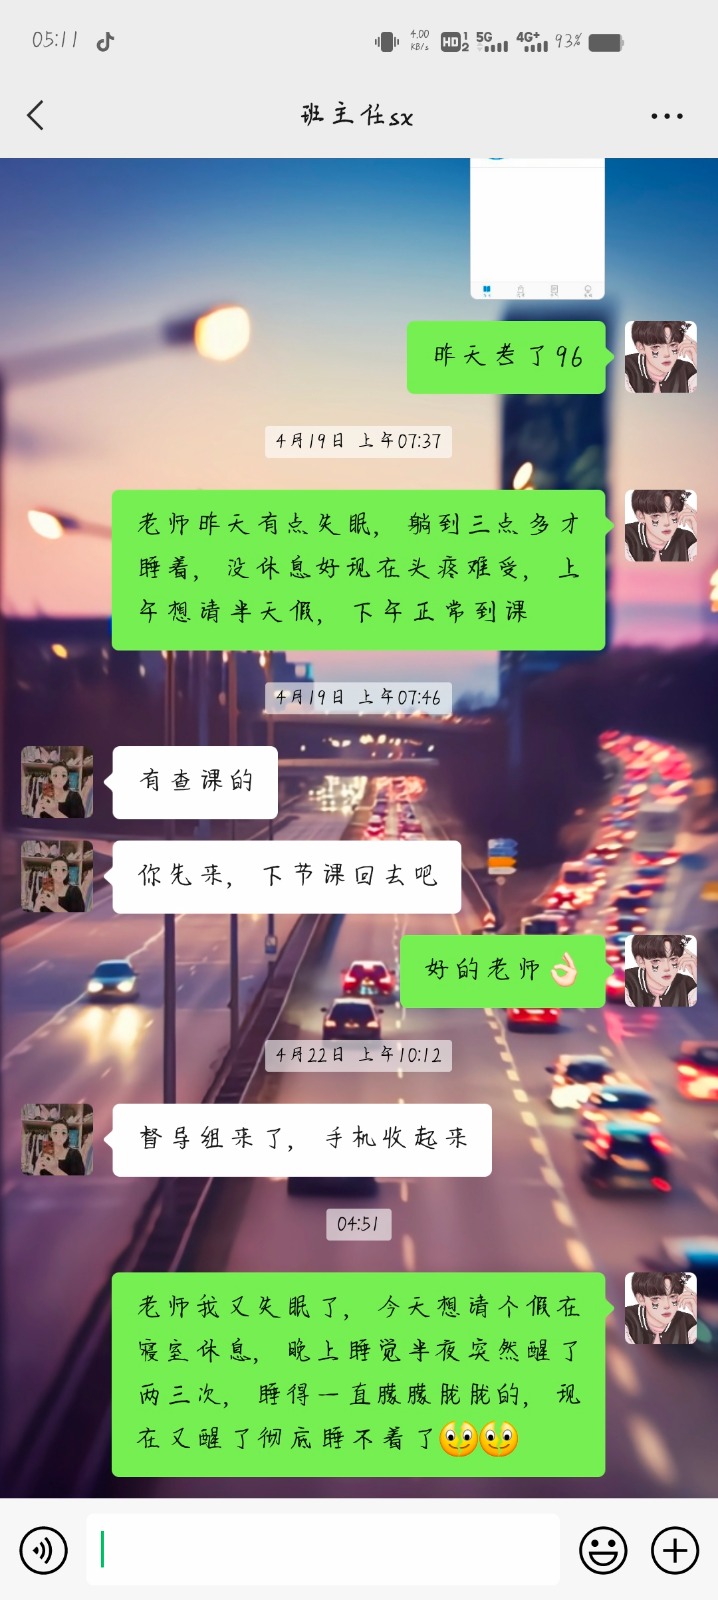 05:11
4.00 KB/s HD 1 2 5G 4G+ 93%
班主任sx
昨天考了96
4月19日 上午07:37
老师昨天有点失眠，躺到三点多才
睡着，没休息好现在头疼难受，上
午想请半天假，下午正常到课
4月19日 上午07:46
有查课的
你先来，下节课回去吧
好的老师👌🏻
4月22日 上午10:12
督导组来了，手机收起来
04:51
老师我又失眠了，今天想请个假在
寝室休息，晚上睡觉半夜突然醒了
两三次，睡得一直朦朦胧胧的，现
在又醒了彻底睡不着了